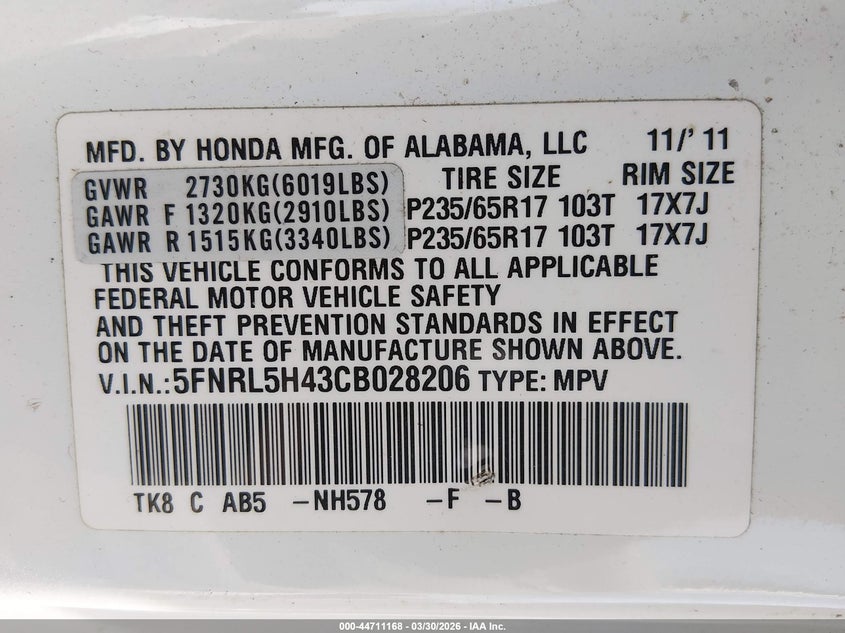 MFD. BY HONDA MFG. OF ALABAMA, LLC 11/'11
GVWR 2730KG(6019LBS) TIRE SIZE RIM SIZE
GAWR F 1320KG(2910LBS) P235/65R17 103T 17X7J
GAWR R 1515KG(3340LBS) P235/65R17 103T 17X7J
THIS VEHICLE CONFORMS TO ALL APPLICABLE
FEDERAL MOTOR VEHICLE SAFETY
AND THEFT PREVENTION STANDARDS IN EFFECT
ON THE DATE OF MANUFACTURE SHOWN ABOVE.
V.I.N.:5FNRL5H43CB028206 TYPE: MPV
TK8 C AB5 –NH578 –F –B
000-44711168 - 03/30/2026 - IAA Inc.